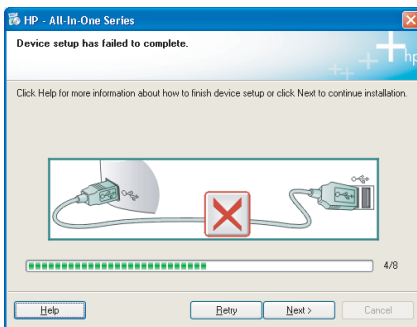 HP - All-In-One Series
Device setup has failed to complete.
hp
Click Help for more information about how to finish device setup or click Next to continue installation.
4/8
Help
Retry
Next >
Cancel